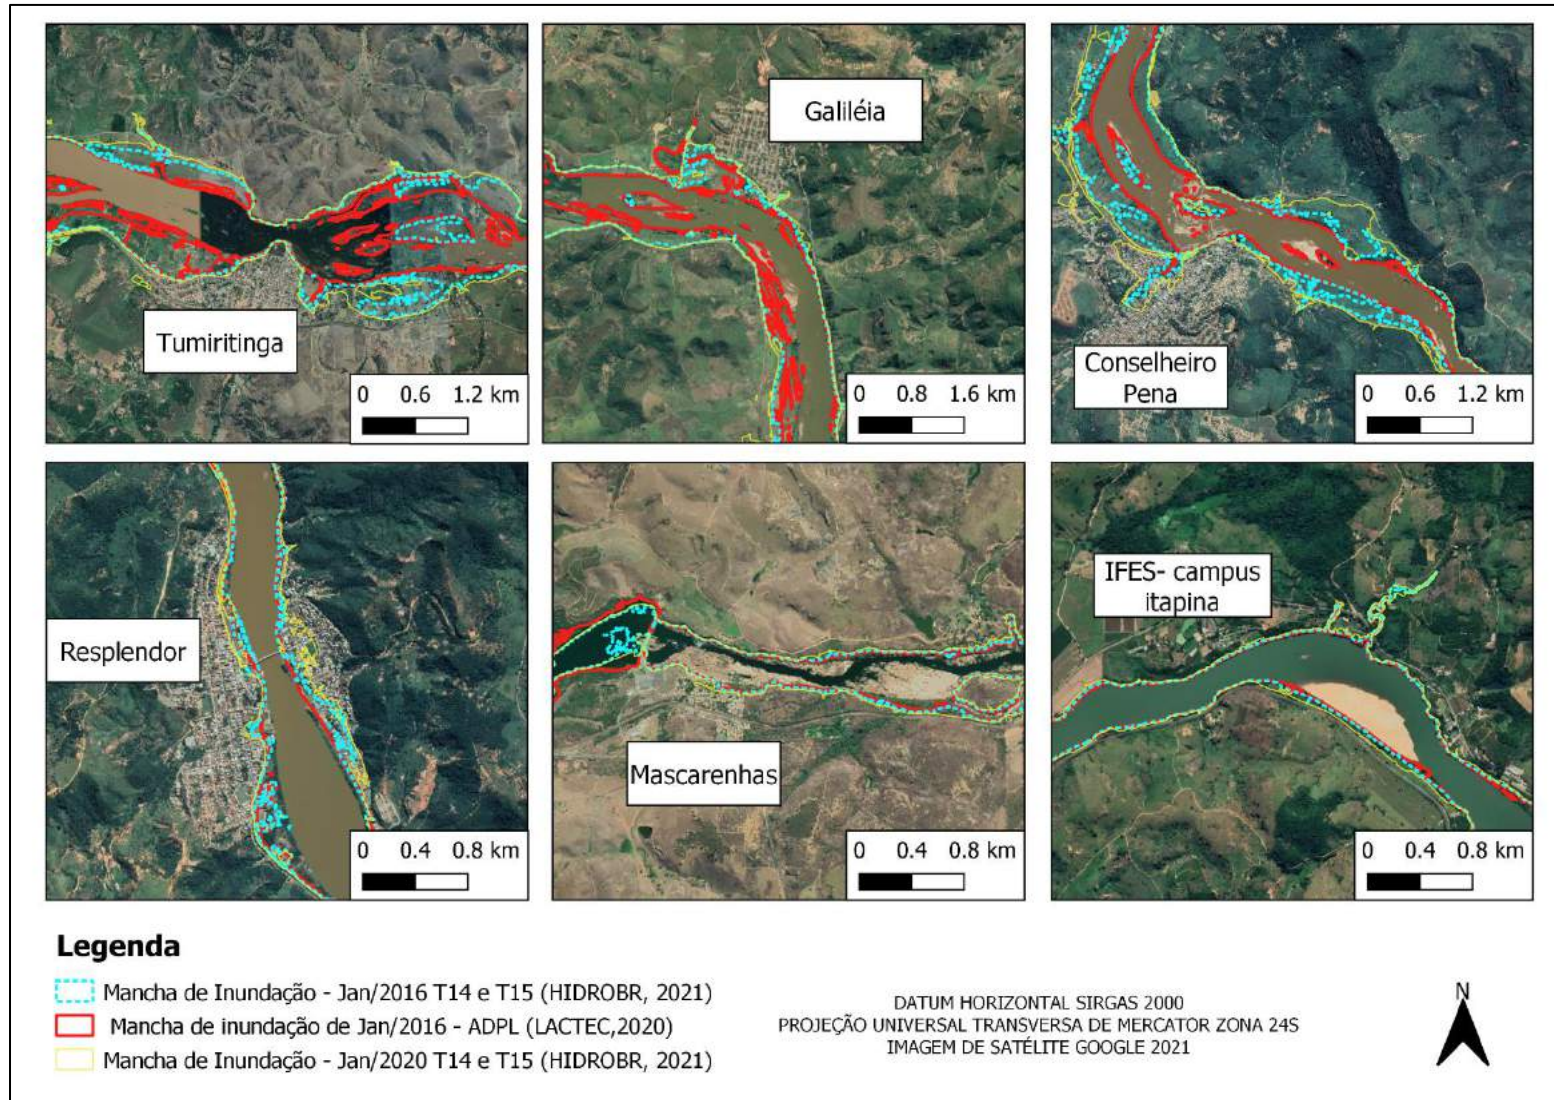 Tumiritinga
0 0.6 1.2 km
Galiléia
0 0.8 1.6 km
Conselheiro
Pena
0 0.6 1.2 km
Resplendor
0 0.4 0.8 km
Mascarenhas
0 0.4 0.8 km
IFES- campus
itapina
0 0.4 0.8 km
Legenda
Mancha de Inundação - Jan/2016 T14 e T15 (HIDROBR, 2021)
Mancha de inundação de Jan/2016 - ADPL (LACTEC,2020)
Mancha de Inundação - Jan/2020 T14 e T15 (HIDROBR, 2021)
DATUM HORIZONTAL SIRGAS 2000
PROJEÇÃO UNIVERSAL TRANSVERSA DE MERCATOR ZONA 24S
IMAGEM DE SATÉLITE GOOGLE 2021
N